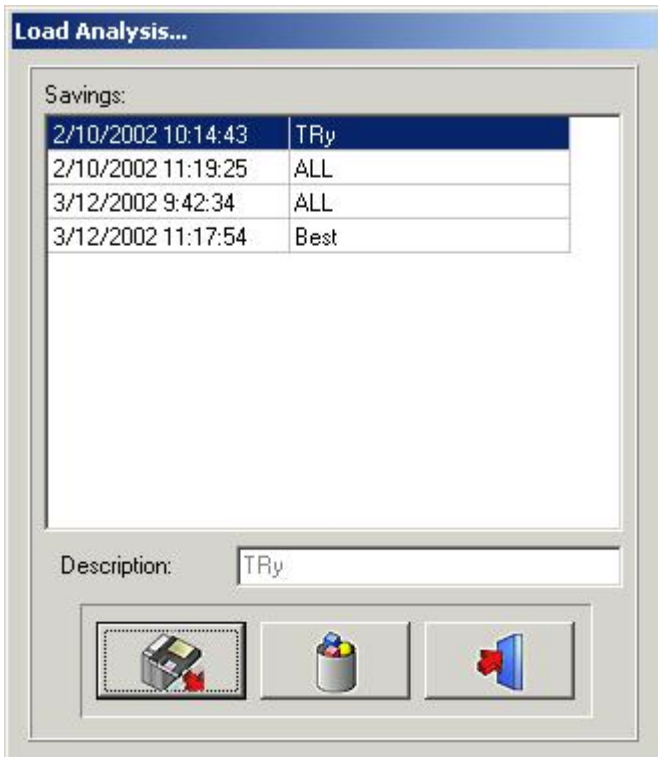 Load Analysis...
Savings:
2/10/2002 10:14:43 TRy
2/10/2002 11:19:25 ALL
3/12/2002 9:42:34 ALL
3/12/2002 11:17:54 Best
Description: TRy